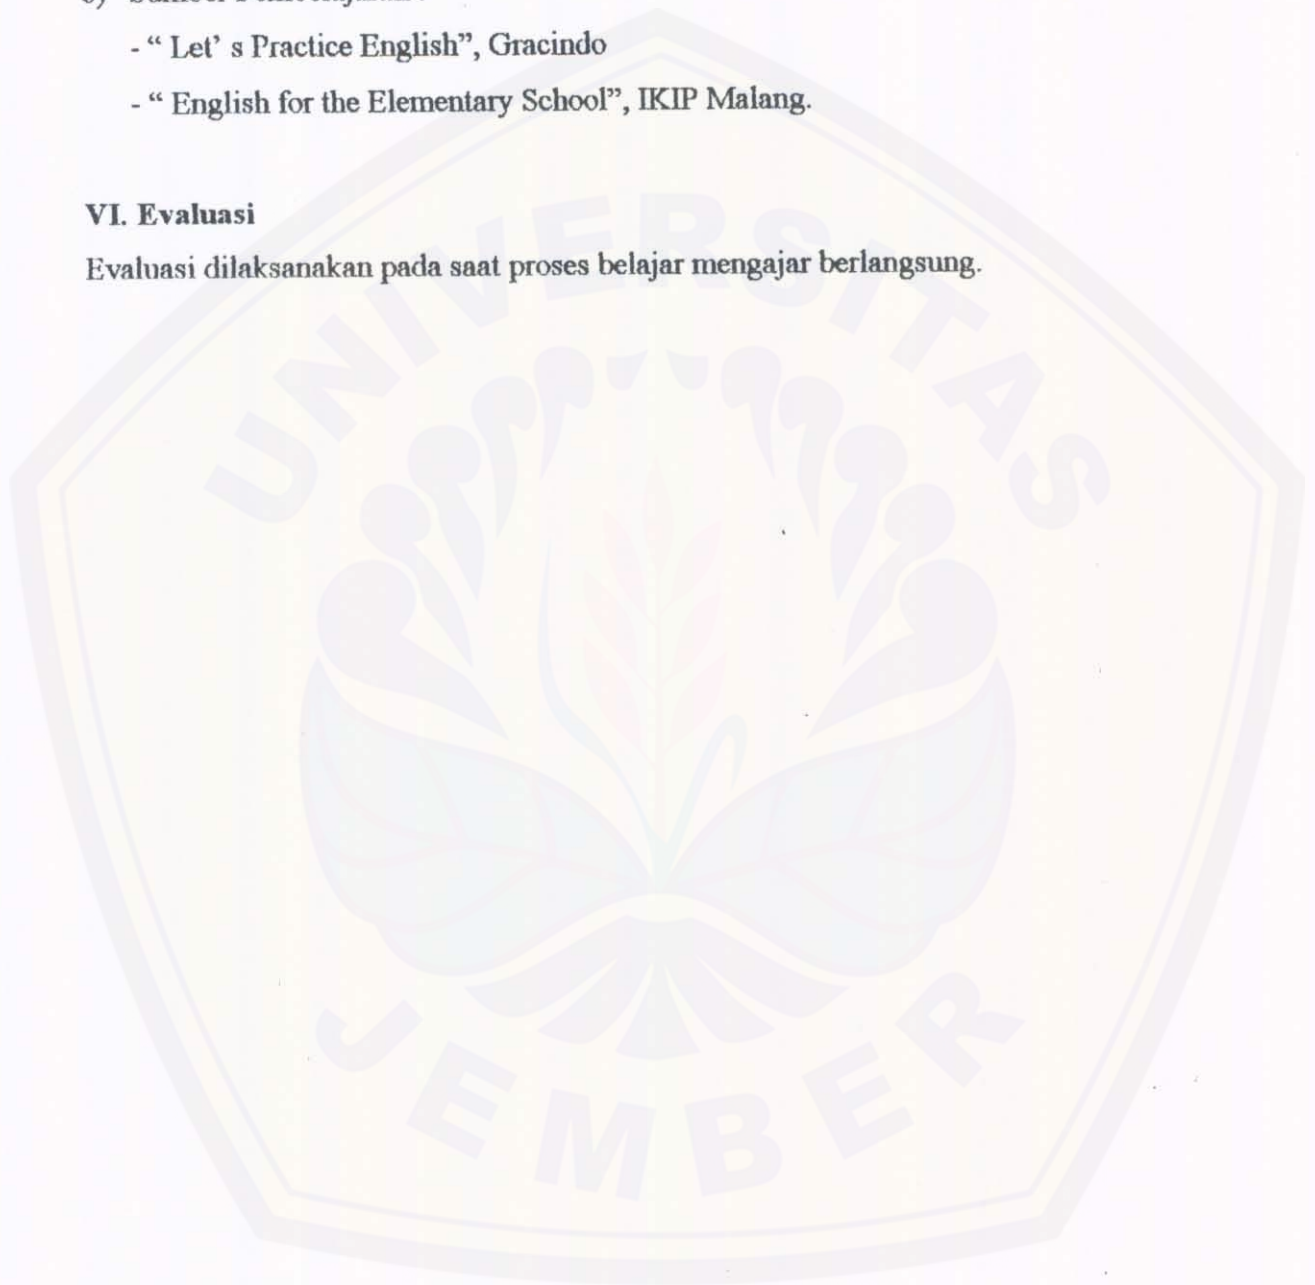 - “ Let’ s Practice English”, Gracindo
- “ English for the Elementary School”, IKIP Malang.
VI. Evaluasi
Evaluasi dilaksanakan pada saat proses belajar mengajar berlangsung.
UNIVERSITAS
JEMBER